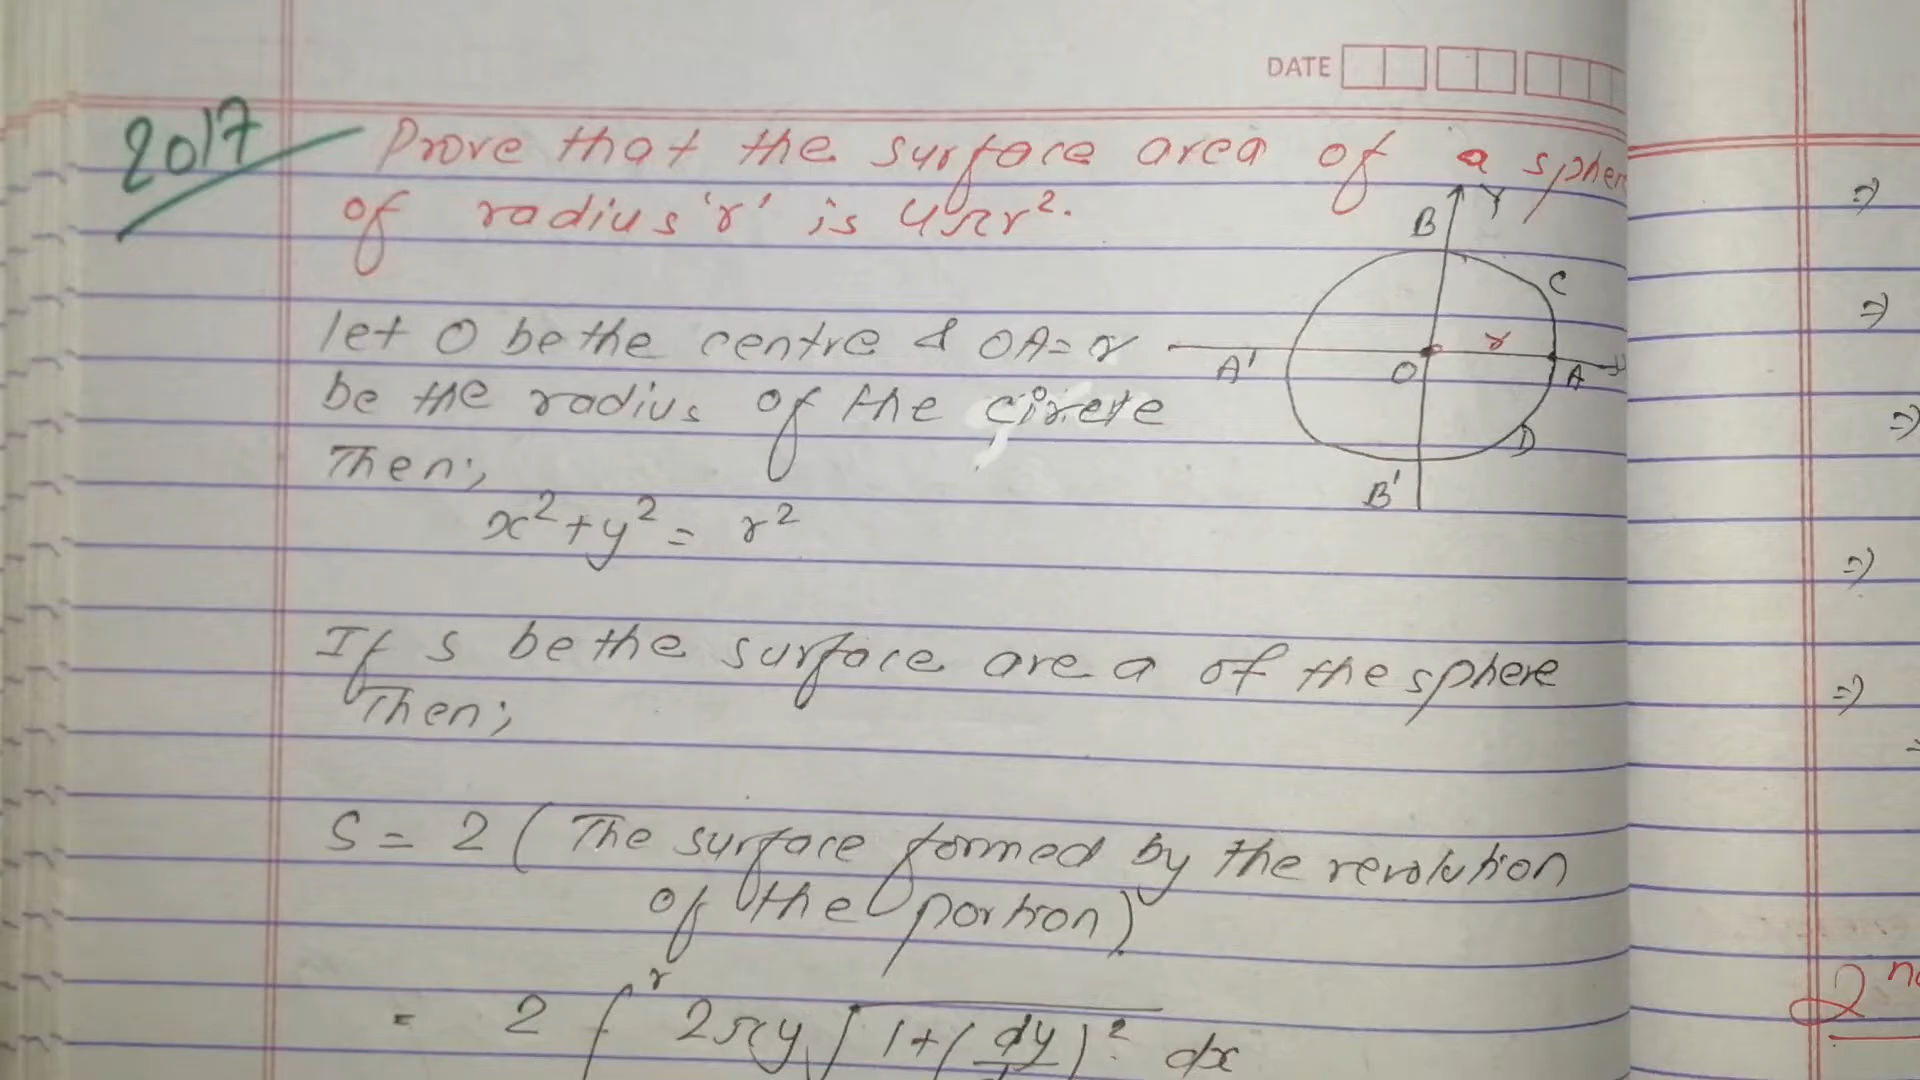 DATE
2017
Prove that the surface area of a spher
of radius 'r' is 4πr².
B Y
C
let O be the centre & OA = r
A' O r A
be the radius of the circle
D
Then;
B'
x² + y² = r²
If S be the surface area of the sphere
Then;
S = 2 (The surface formed by the revolution
of the portion)
= 2 ∫ʳ 2πy √1+(dy/)² dx
⇒)
⇒)
⇒)
⇒)
⇒)
2 n